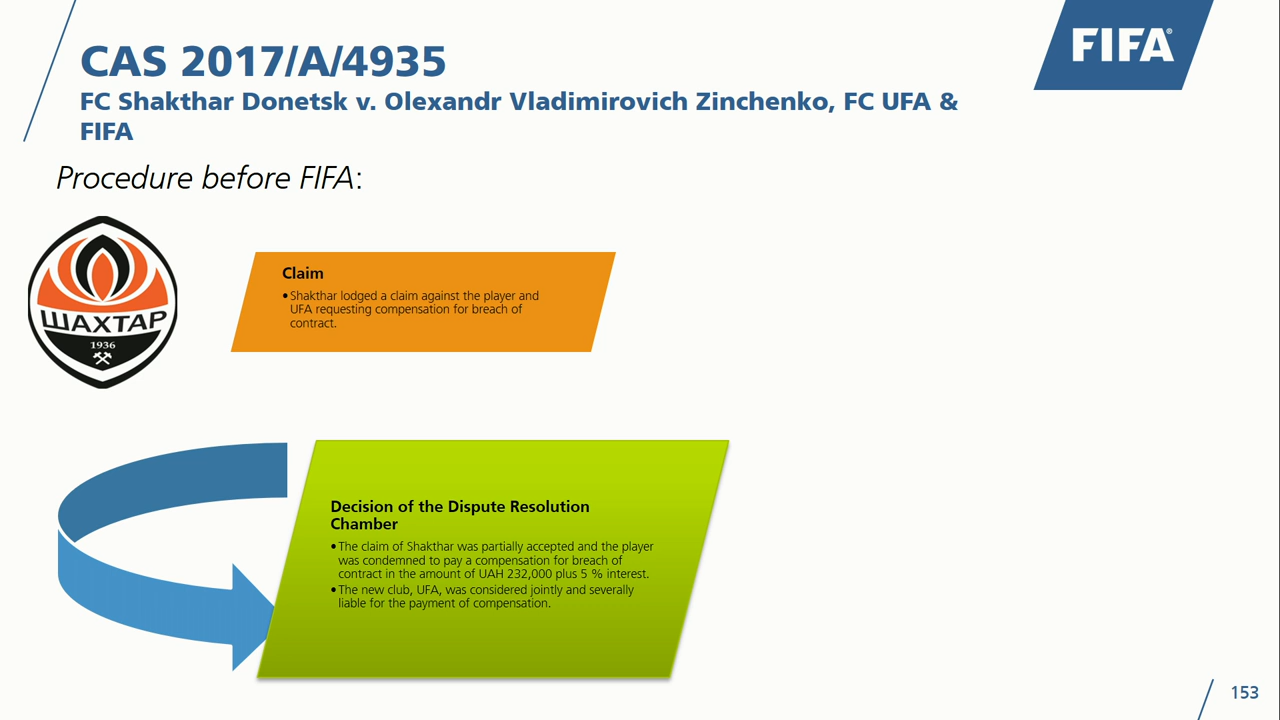 CAS 2017/A/4935
FIFA®
FC Shakthar Donetsk v. Olexandr Vladimirovich Zinchenko, FC UFA &
FIFA
Procedure before FIFA:
ШАХТАР
1936
Claim
•Shakthar lodged a claim against the player and
UFA requesting compensation for breach of
contract.
Decision of the Dispute Resolution
Chamber
•The claim of Shakthar was partially accepted and the player
was condemned to pay a compensation for breach of
contract in the amount of UAH 232,000 plus 5 % interest.
•The new club, UFA, was considered jointly and severally
liable for the payment of compensation.
153